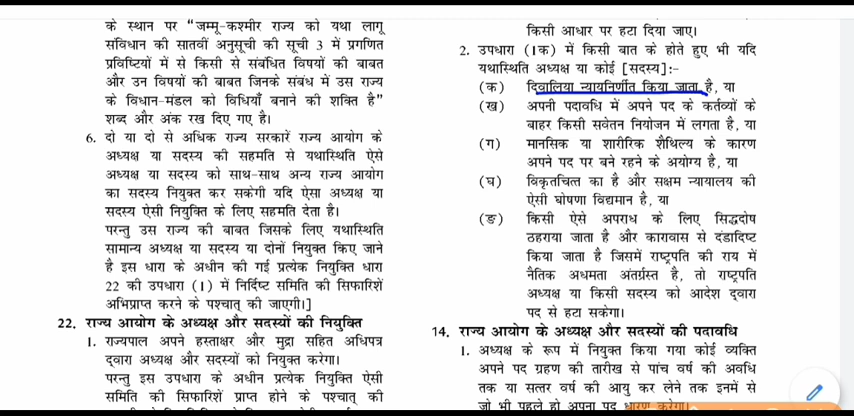 के स्थान पर "जम्मू-कश्मीर राज्य को यथा लागू
संविधान की सातवीं अनुसूची की सूची 3 में प्रगणित
प्रविष्टियों में से किसी से संबंधित विषयों की बाबत
और उन विषयों की बाबत जिनके संबंध में उस राज्य
के विधान-मंडल को विधियाँ बनाने की शक्ति है"
शब्द और अंक रख दिए गए है।
6. दो या दो से अधिक राज्य सरकारें राज्य आयोग के
अध्यक्ष या सदस्य की सहमति से यथास्थिति ऐसे
अध्यक्ष या सदस्य को साथ-साथ अन्य राज्य आयोग
का सदस्य नियुक्त कर सकेगी यदि ऐसा अध्यक्ष या
सदस्य ऐसी नियुक्ति के लिए सहमति देता है।
परन्तु उस राज्य की बाबत जिसके लिए यथास्थिति
सामान्य अध्यक्ष या सदस्य या दोनों नियुक्त किए जाने
है इस धारा के अधीन की गई प्रत्येक नियुक्ति धारा
22 की उपधारा (1) में निर्दिष्ट समिति की सिफारिशें
अभिप्राप्त करने के पश्चात् की जाएगी।]
22. राज्य आयोग के अध्यक्ष और सदस्यों की नियुक्ति
1. राज्यपाल अपने हस्ताक्षर और मुद्रा सहित अधिपत्र
द्वारा अध्यक्ष और सदस्यों को नियुक्त करेगा।
परन्तु इस उपधारा के अधीन प्रत्येक नियुक्ति ऐसी
समिति की सिफारिशें प्राप्त होने के पश्चात् की
किसी आधार पर हटा दिया जाए।
2. उपधारा (1क) में किसी बात के होते हुए भी यदि
यथास्थिति अध्यक्ष या कोई [सदस्य]:-
(क) दिवालिया न्यायनिर्णीत किया जाता है, या
(ख) अपनी पदावधि में अपने पद के कर्तव्यों के
बाहर किसी सवेतन नियोजन में लगता है, या
(ग) मानसिक या शारीरिक शैथिल्य के कारण
अपने पद पर बने रहने के अयोग्य है, या
(घ) विकृतचित्त का है और सक्षम न्यायालय की
ऐसी घोषणा विद्यमान है, या
(ङ) किसी ऐसे अपराध के लिए सिद्धदोष
ठहराया जाता है और कारावास से दंडादिष्ट
किया जाता है जिसमें राष्ट्रपति की राय में
नैतिक अधमता अंतर्ग्रस्त है, तो राष्ट्रपति
अध्यक्ष या किसी सदस्य को आदेश द्वारा
पद से हटा सकेगा।
14. राज्य आयोग के अध्यक्ष और सदस्यों की पदावधि
1. अध्यक्ष के रूप में नियुक्त किया गया कोई व्यक्ति
अपने पद ग्रहण की तारीख से पांच वर्ष की अवधि
तक या सत्तर वर्ष की आयु कर लेने तक इनमें से
जो भी पहले हो अपना पद धारण करेगा।